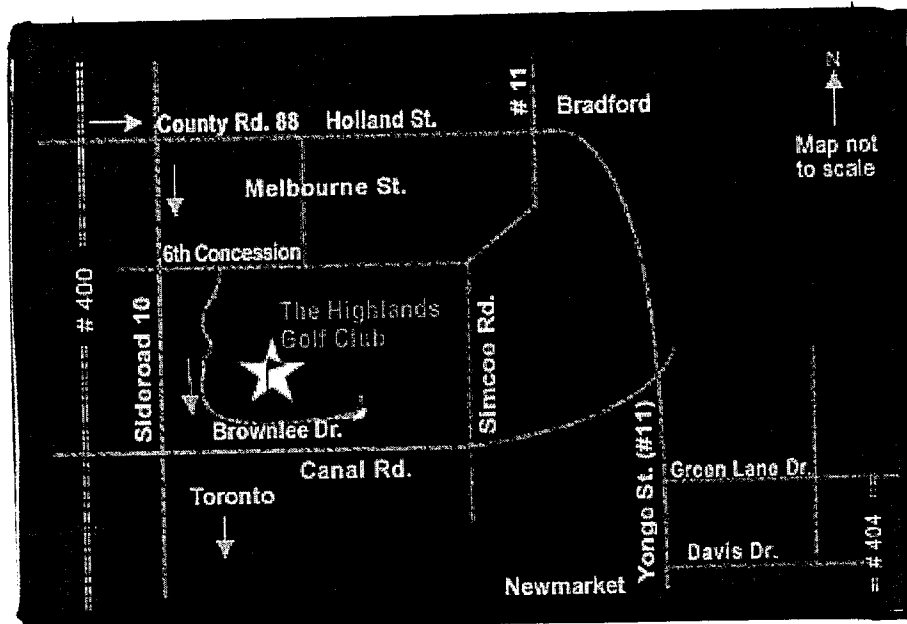 N
# 11
Bradford
County Rd. 88
Holland St.
Map not
to scale
Melbourne St.
6th Concession
# 400
Sideroad 10
The Highlands
Golf Club
Simcoe Rd.
Brownlee Dr.
Canal Rd.
Yonge St. (#11)
Green Lane Dr.
Toronto
Davis Dr.
# 404
Newmarket